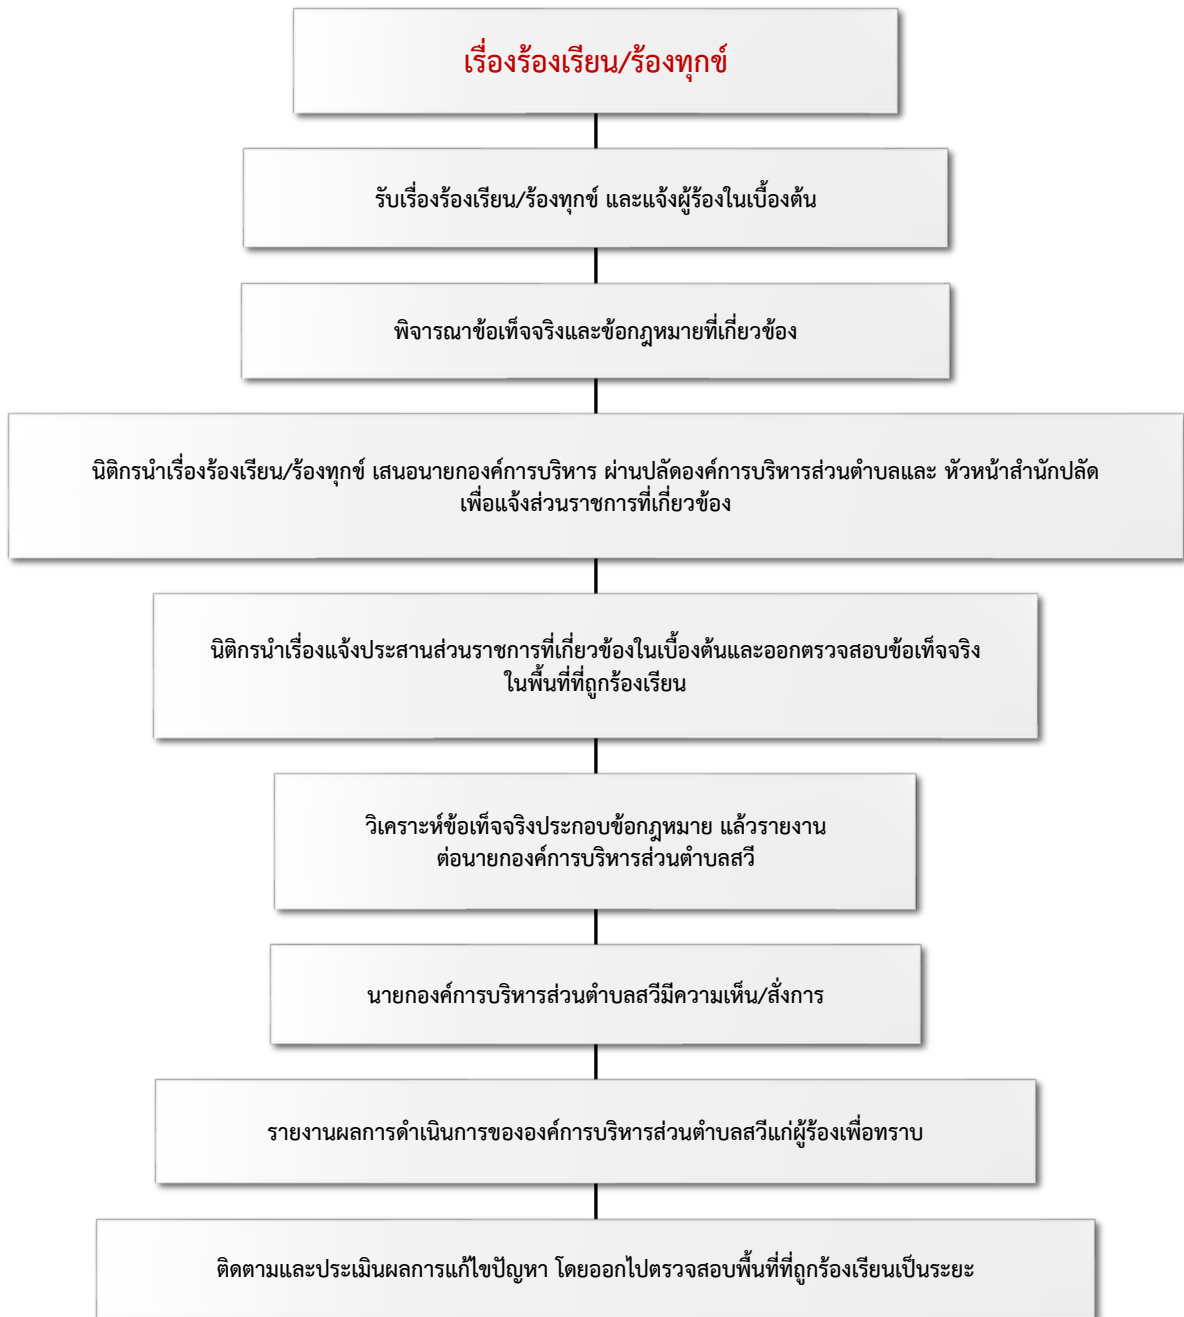 เรื่องร้องเรียน/ร้องทุกข์
รับเรื่องร้องเรียน/ร้องทุกข์ และแจ้งผู้ร้องในเบื้องต้น
พิจารณาข้อเท็จจริงและข้อกฎหมายที่เกี่ยวข้อง
นิติกรนำเรื่องร้องเรียน/ร้องทุกข์ เสนอนายกองค์การบริหาร ผ่านปลัดองค์การบริหารส่วนตำบลและ หัวหน้าสำนักปลัด
เพื่อแจ้งส่วนราชการที่เกี่ยวข้อง
นิติกรนำเรื่องแจ้งประสานส่วนราชการที่เกี่ยวข้องในเบื้องต้นและออกตรวจสอบข้อเท็จจริง
ในพื้นที่ที่ถูกร้องเรียน
วิเคราะห์ข้อเท็จจริงประกอบข้อกฎหมาย แล้วรายงาน
ต่อนายกองค์การบริหารส่วนตำบลสวี
นายกองค์การบริหารส่วนตำบลสวีมีความเห็น/สั่งการ
รายงานผลการดำเนินการขององค์การบริหารส่วนตำบลสวีแก่ผู้ร้องเพื่อทราบ
ติดตามและประเมินผลการแก้ไขปัญหา โดยออกไปตรวจสอบพื้นที่ที่ถูกร้องเรียนเป็นระยะ